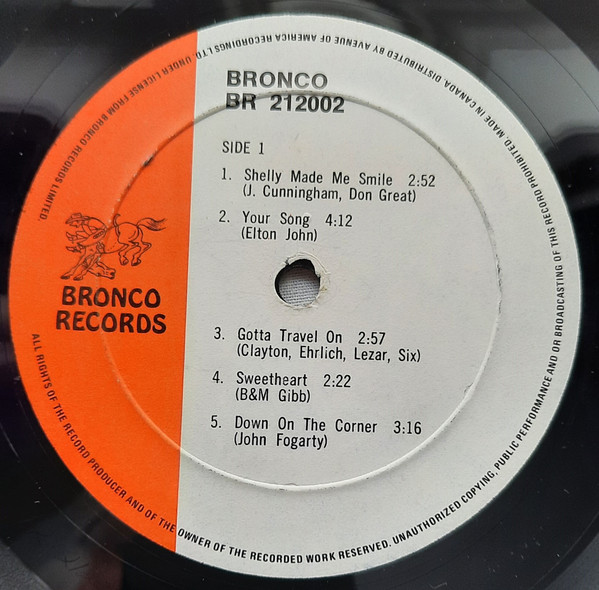 BRONCO
BR 212002
SIDE 1
1. Shelly Made Me Smile 2:52
(J. Cunningham, Don Great)
2. Your Song 4:12
(Elton John)
3. Gotta Travel On 2:57
(Clayton, Ehrlich, Lezar, Six)
4. Sweetheart 2:22
(B&M Gibb)
5. Down On The Corner 3:16
(John Fogarty)
BRONCO
RECORDS
ALL RIGHTS OF THE RECORD PRODUCER AND OF THE OWNER OF THE RECORDED WORK RESERVED. UNAUTHORIZED COPYING, PUBLIC PERFORMANCE AND OR BROADCASTING OF THIS RECORD PROHIBITED. MADE IN CANADA. DISTRIBUTED BY AVENUE OF AMERICA RECORDINGS LTD. UNDER LICENSE FROM BRONCO RECORDS LIMITED.